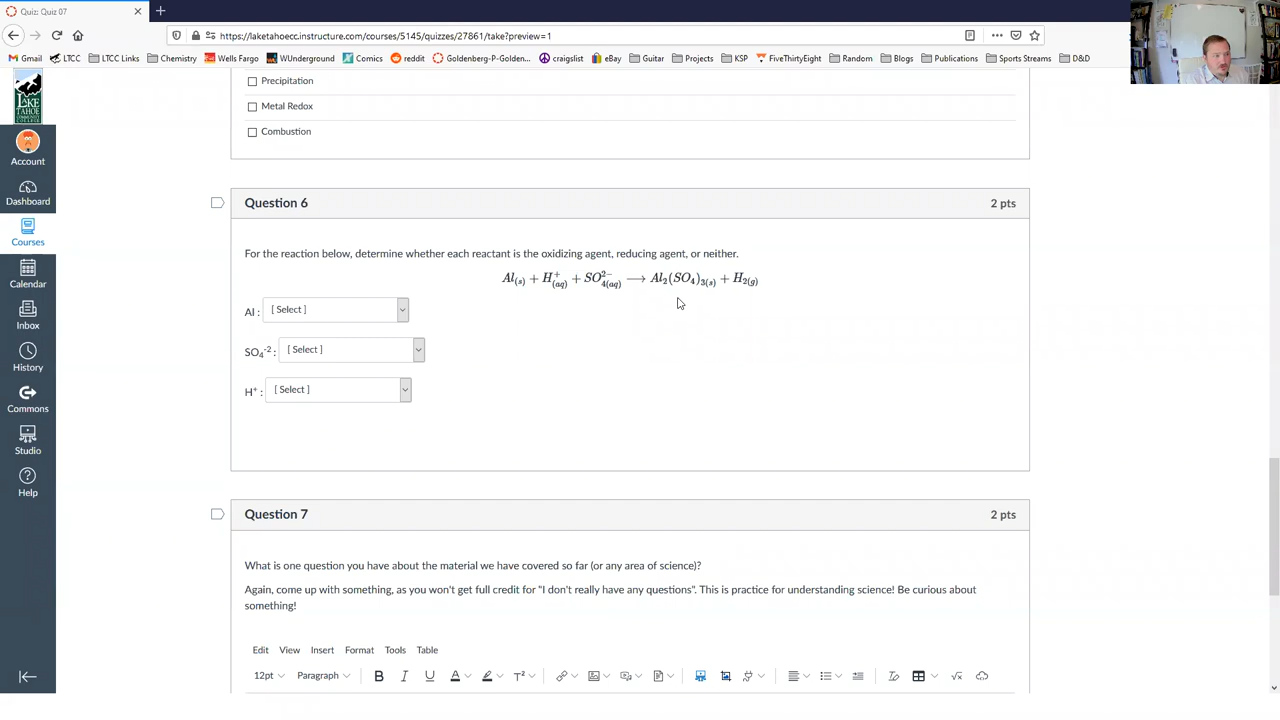 Quiz: Quiz 07
https://laketahoecc.instructure.com/courses/5145/quizzes/27861/take?preview=1
Gmail LTCC LTCC Links Chemistry Wells Fargo WUnderground Comics reddit Goldenberg-P-Golden... craigslist eBay Guitar Projects KSP FiveThirtyEight Random Blogs Publications Sports Streams D&D
LAKE TAHOE
Account
Dashboard
Courses
Calendar
Inbox
History
Commons
Studio
Help
Precipitation
Metal Redox
Combustion
Question 6 2 pts
For the reaction below, determine whether each reactant is the oxidizing agent, reducing agent, or neither.
Al₍s₎ + H⁺₍aq₎ + SO₄²⁻₍aq₎ ⟶ Al₂(SO₄)₃₍s₎ + H₂₍g₎
Al : [ Select ]
SO₄⁻² : [ Select ]
H⁺ : [ Select ]
Question 7 2 pts
What is one question you have about the material we have covered so far (or any area of science)?
Again, come up with something, as you won't get full credit for "I don't really have any questions". This is practice for understanding science! Be curious about
something!
Edit View Insert Format Tools Table
12pt Paragraph B I U A T²